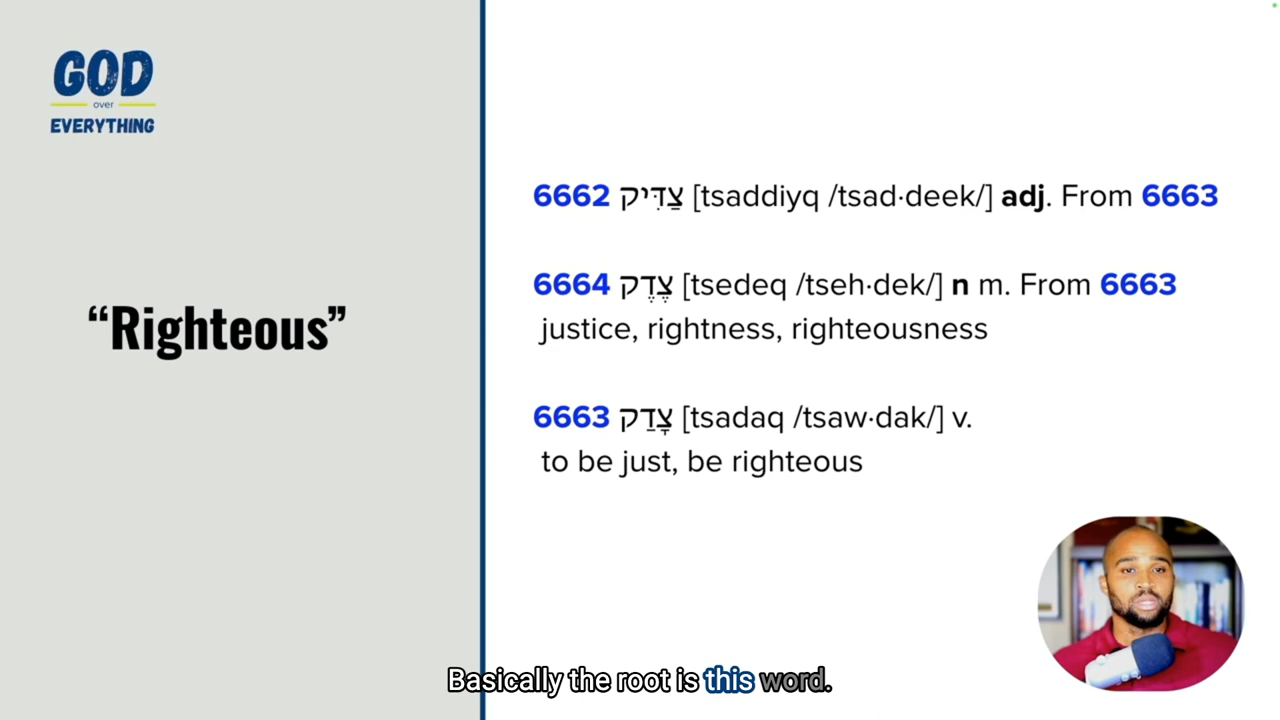 GOD
over
EVERYTHING
“Righteous”
6662 צַדִּיק [tsaddiyq /tsad·deek/] adj. From 6663
6664 צֶדֶק [tsedeq /tseh·dek/] n m. From 6663
justice, rightness, righteousness
6663 צָדַק [tsadaq /tsaw·dak/] v.
to be just, be righteous
Basically the root is this word.